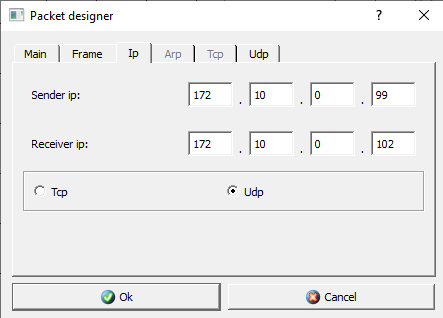 Packet designer ?
Main Frame Ip Arp Tcp Udp
Sender ip: 172 . 10 . 0 . 99
Receiver ip: 172 . 10 . 0 . 102
Tcp Udp
Ok Cancel